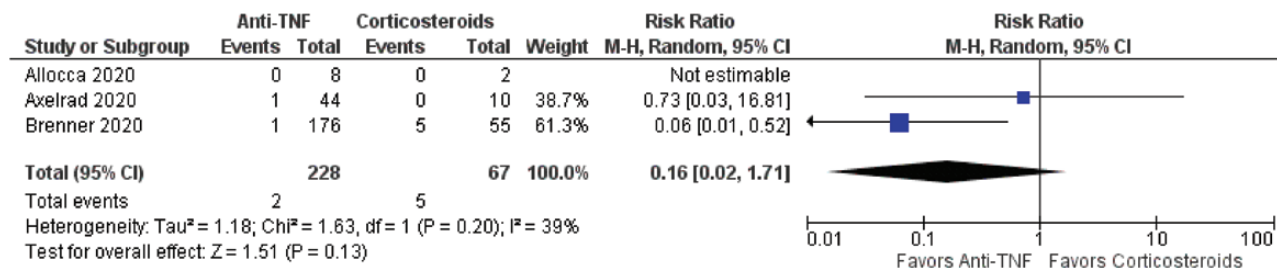 Anti-TNF Corticosteroids Risk Ratio Risk Ratio
Study or Subgroup Events Total Events Total Weight M-H, Random, 95% CI M-H, Random, 95% CI
Allocca 2020 0 8 0 2 Not estimable
Axelrad 2020 1 44 0 10 38.7% 0.73 [0.03, 16.81]
Brenner 2020 1 176 5 55 61.3% 0.06 [0.01, 0.52]
Total (95% CI) 228 67 100.0% 0.16 [0.02, 1.71]
Total events 2 5
Heterogeneity: Tau² = 1.18; Chi² = 1.63, df = 1 (P = 0.20); I² = 39%
Test for overall effect: Z = 1.51 (P = 0.13)
0.01 0.1 1 10 100
Favors Anti-TNF Favors Corticosteroids